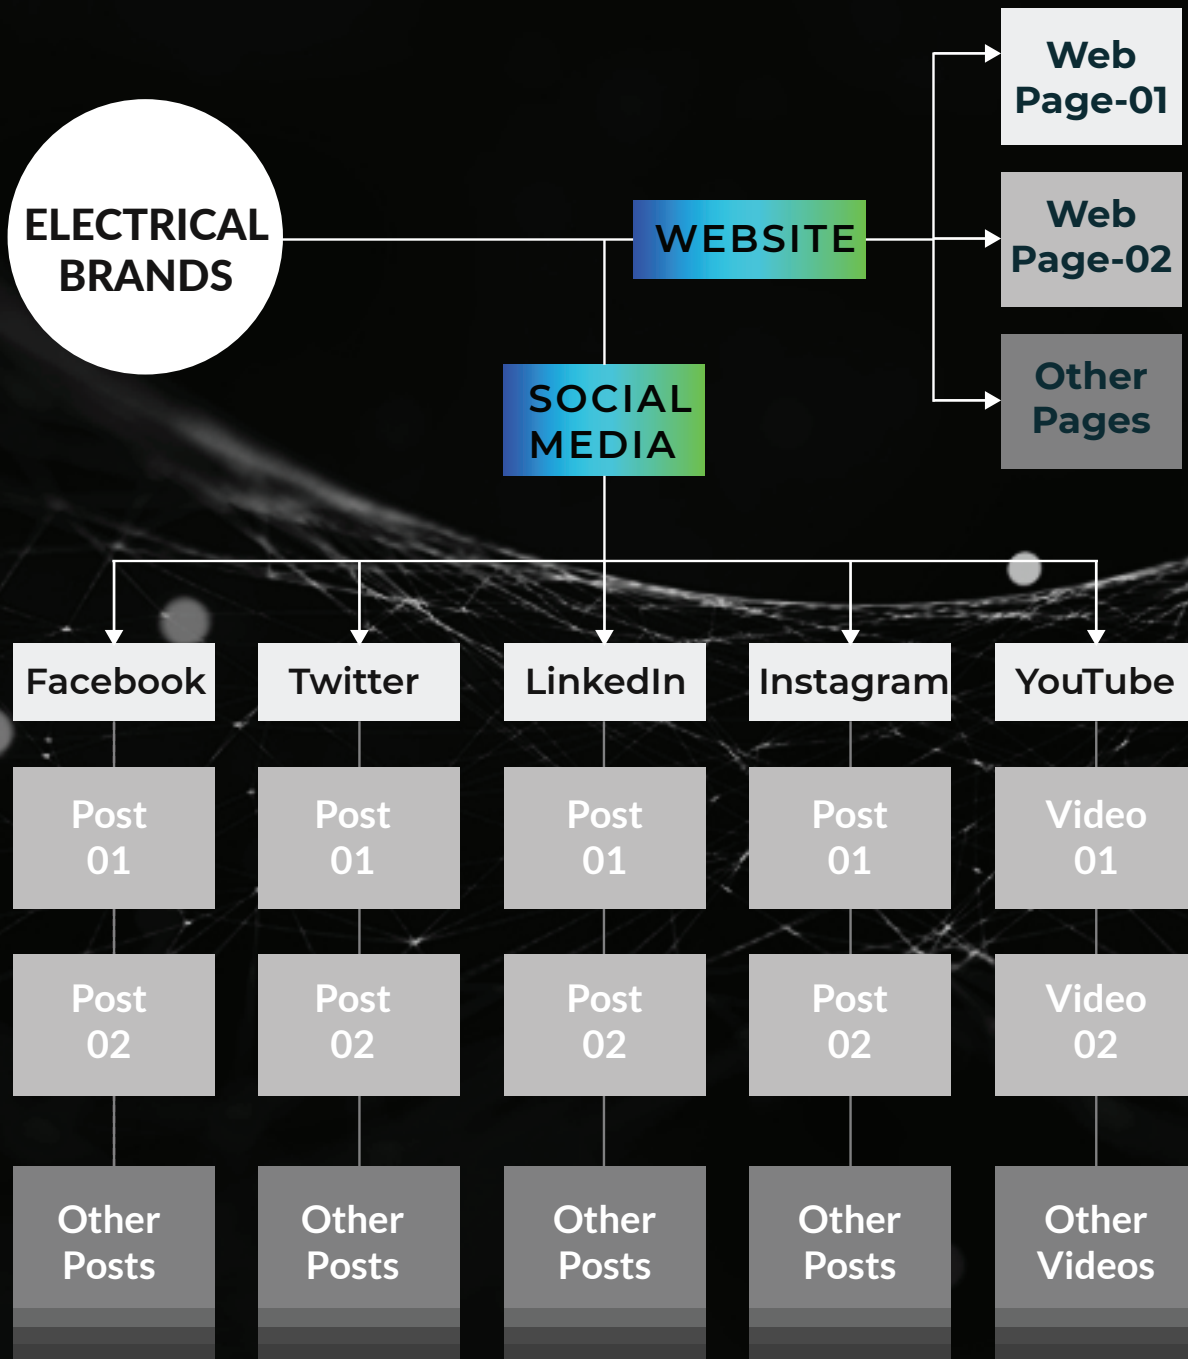 Web
Page-01
ELECTRICAL
BRANDS
WEBSITE
Web
Page-02
Other
Pages
SOCIAL
MEDIA
Facebook
Twitter
LinkedIn
Instagram
YouTube
Post
01
Post
01
Post
01
Post
01
Video
01
Post
02
Post
02
Post
02
Post
02
Video
02
Other
Posts
Other
Posts
Other
Posts
Other
Posts
Other
Videos